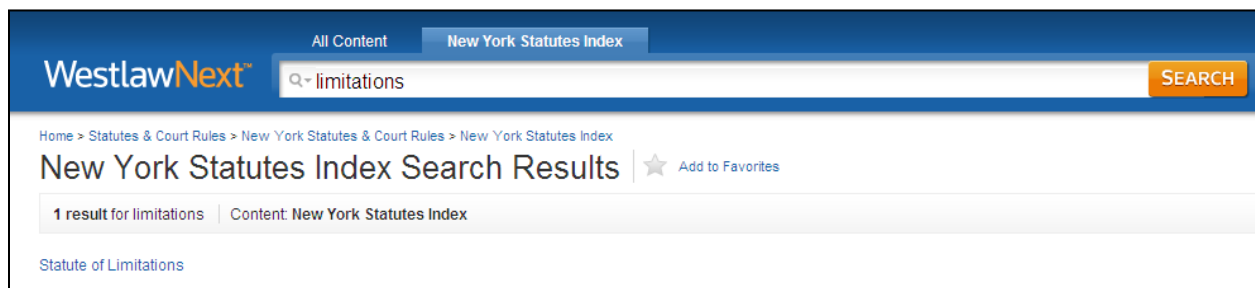 All Content New York Statutes Index
WestlawNext™ limitations SEARCH
Home > Statutes & Court Rules > New York Statutes & Court Rules > New York Statutes Index
New York Statutes Index Search Results Add to Favorites
1 result for limitations Content: New York Statutes Index
Statute of Limitations